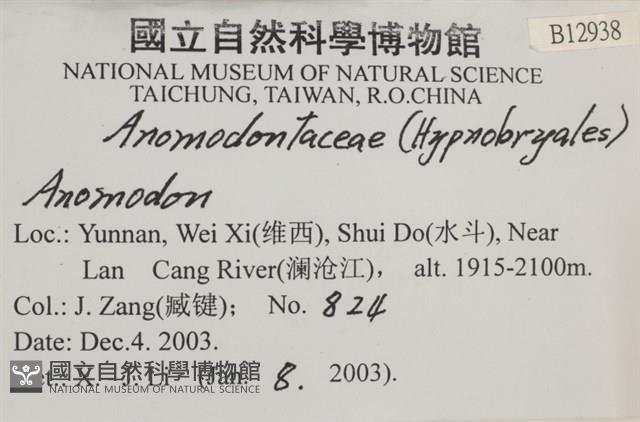 國立自然科學博物館 B12938
NATIONAL MUSEUM OF NATURAL SCIENCE
TAICHUNG, TAIWAN, R.O.CHINA
Anomodontaceae (Hypnobryales)
Anomodon
Loc.: Yunnan, Wei Xi(维西), Shui Do(水斗), Near
Lan Cang River(澜沧江), alt. 1915-2100m.
Col.: J. Zang(臧键); No. 824
Date: Dec.4. 2003.
8. 2003).
國立自然科學博物館
NATIONAL MUSEUM OF NATURAL SCIENCE